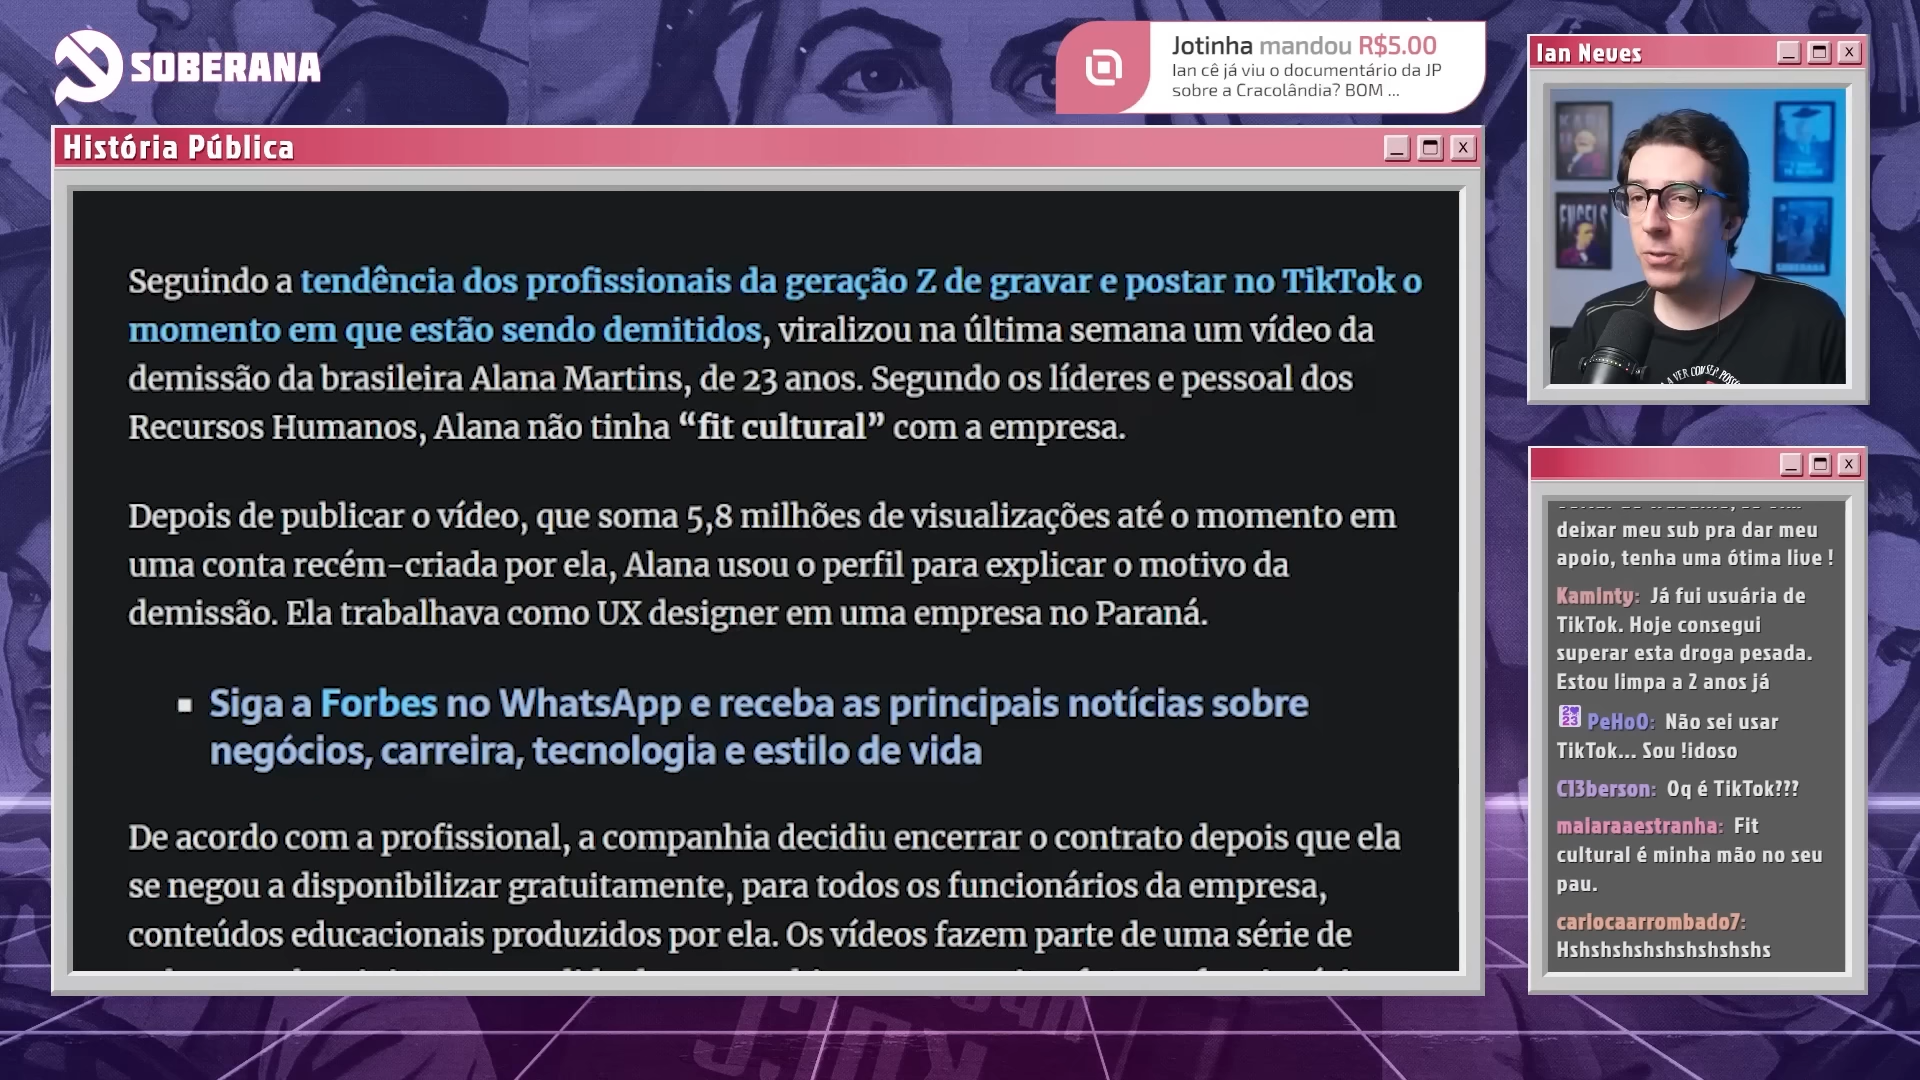 SOBERANA
Jotinha mandou R$5.00
Ian cê já viu o documentário da JP
sobre a Cracolândia? BOM ...
História Pública
Seguindo a tendência dos profissionais da geração Z de gravar e postar no TikTok o
momento em que estão sendo demitidos, viralizou na última semana um vídeo da
demissão da brasileira Alana Martins, de 23 anos. Segundo os líderes e pessoal dos
Recursos Humanos, Alana não tinha “fit cultural” com a empresa.
Depois de publicar o vídeo, que soma 5,8 milhões de visualizações até o momento em
uma conta recém-criada por ela, Alana usou o perfil para explicar o motivo da
demissão. Ela trabalhava como UX designer em uma empresa no Paraná.
Siga a Forbes no WhatsApp e receba as principais notícias sobre
negócios, carreira, tecnologia e estilo de vida
De acordo com a profissional, a companhia decidiu encerrar o contrato depois que ela
se negou a disponibilizar gratuitamente, para todos os funcionários da empresa,
conteúdos educacionais produzidos por ela. Os vídeos fazem parte de uma série de
Ian Neves
ENGELS
SOBERANA
A VER CONSER POSSO
deixar meu sub pra dar meu
apoio, tenha uma ótima live !
Kaminty: Já fui usuária de
TikTok. Hoje consegui
superar esta droga pesada.
Estou limpa a 2 anos já
2023 PeHoO: Não sei usar
TikTok... Sou !idoso
C13berson: Oq é TikTok???
maiaraaestranha: Fit
cultural é minha mão no seu
pau.
cariocaarrombado7:
Hshshshshshshshshshs